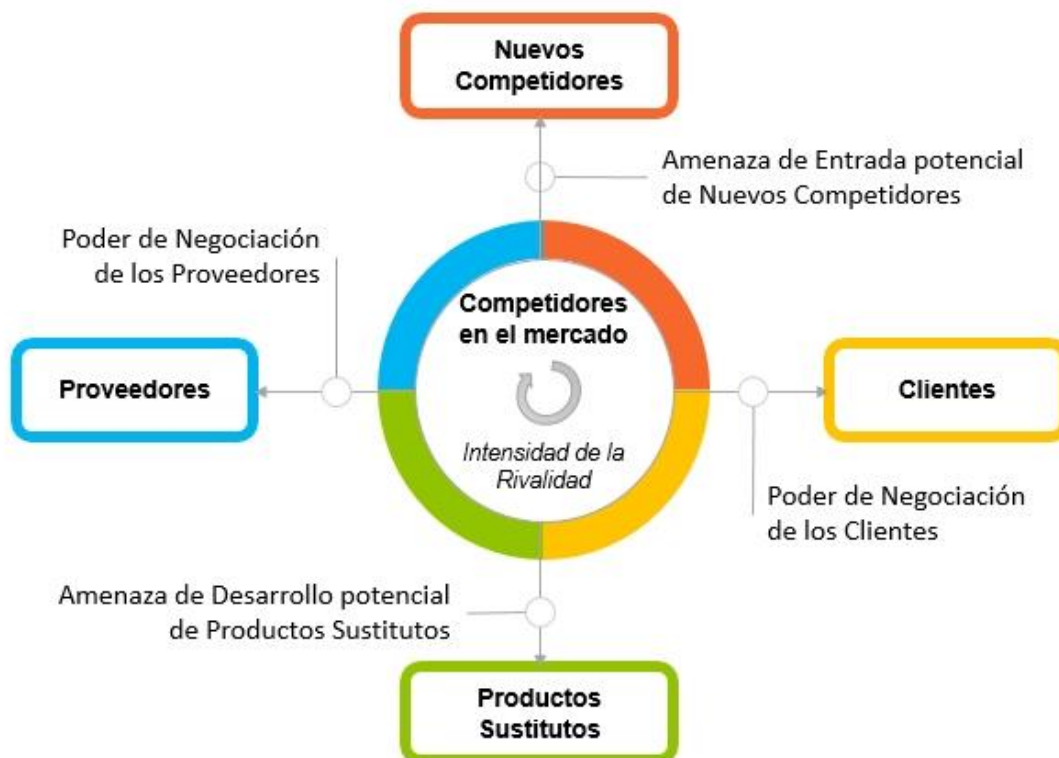 Nuevos
Competidores
Amenaza de Entrada potencial
de Nuevos Competidores
Poder de Negociación
de los Proveedores
Competidores
en el mercado
Proveedores
Clientes
Intensidad de la
Rivalidad
Poder de Negociación
de los Clientes
Amenaza de Desarrollo potencial
de Productos Sustitutos
Productos
Sustitutos